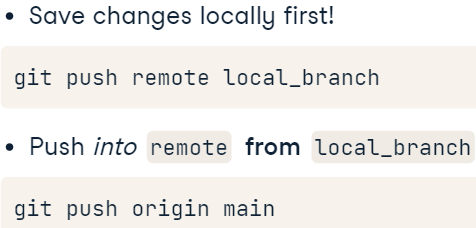 • Save changes locally first!
git push remote local_branch
• Push into remote from local_branch
git push origin main